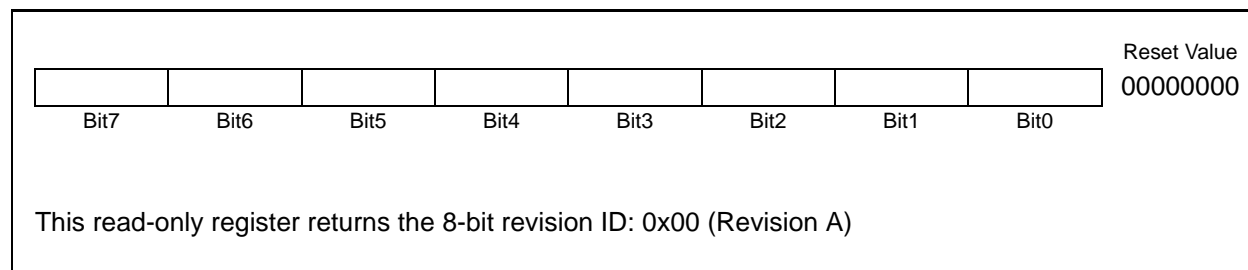 Reset Value
00000000
Bit7 Bit6 Bit5 Bit4 Bit3 Bit2 Bit1 Bit0
This read-only register returns the 8-bit revision ID: 0x00 (Revision A)